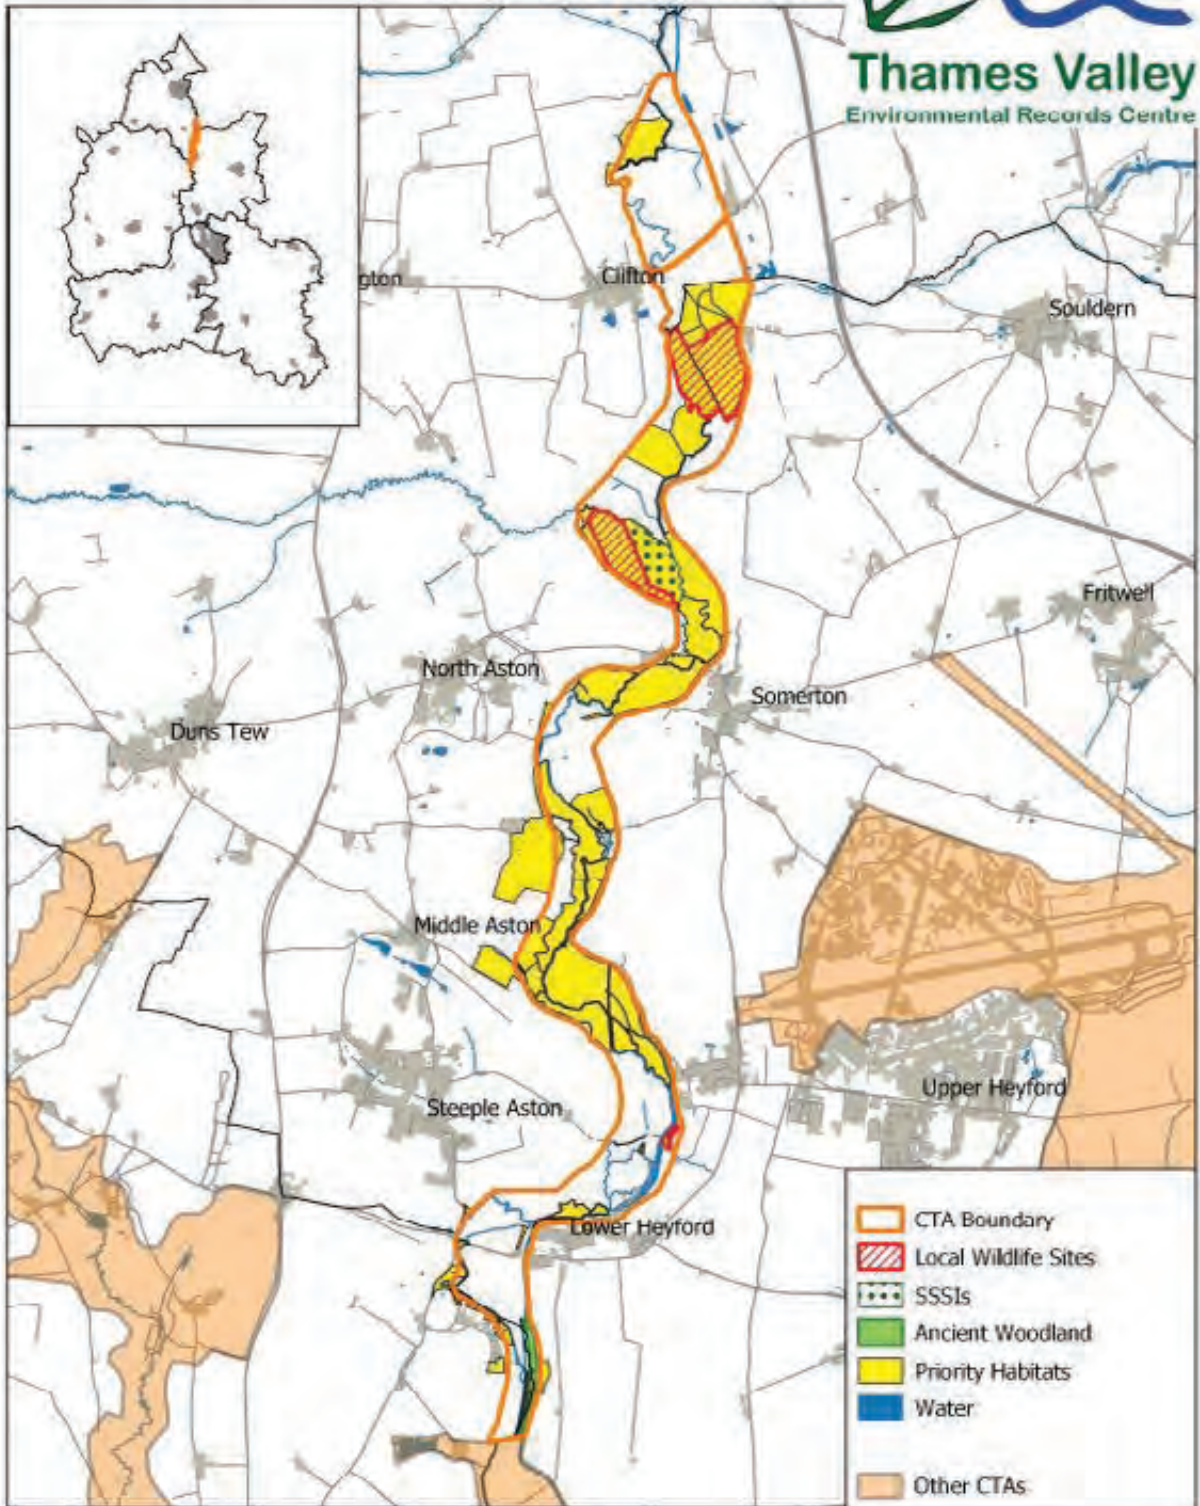 Thames Valley
Environmental Records Centre
gton
Clifton
Souldern
Fritwell
North Aston
Somerton
Duns Tew
Middle Aston
Upper Heyford
Steeple Aston
Lower Heyford
CTA Boundary
Local Wildlife Sites
SSSIs
Ancient Woodland
Priority Habitats
Water
Other CTAs